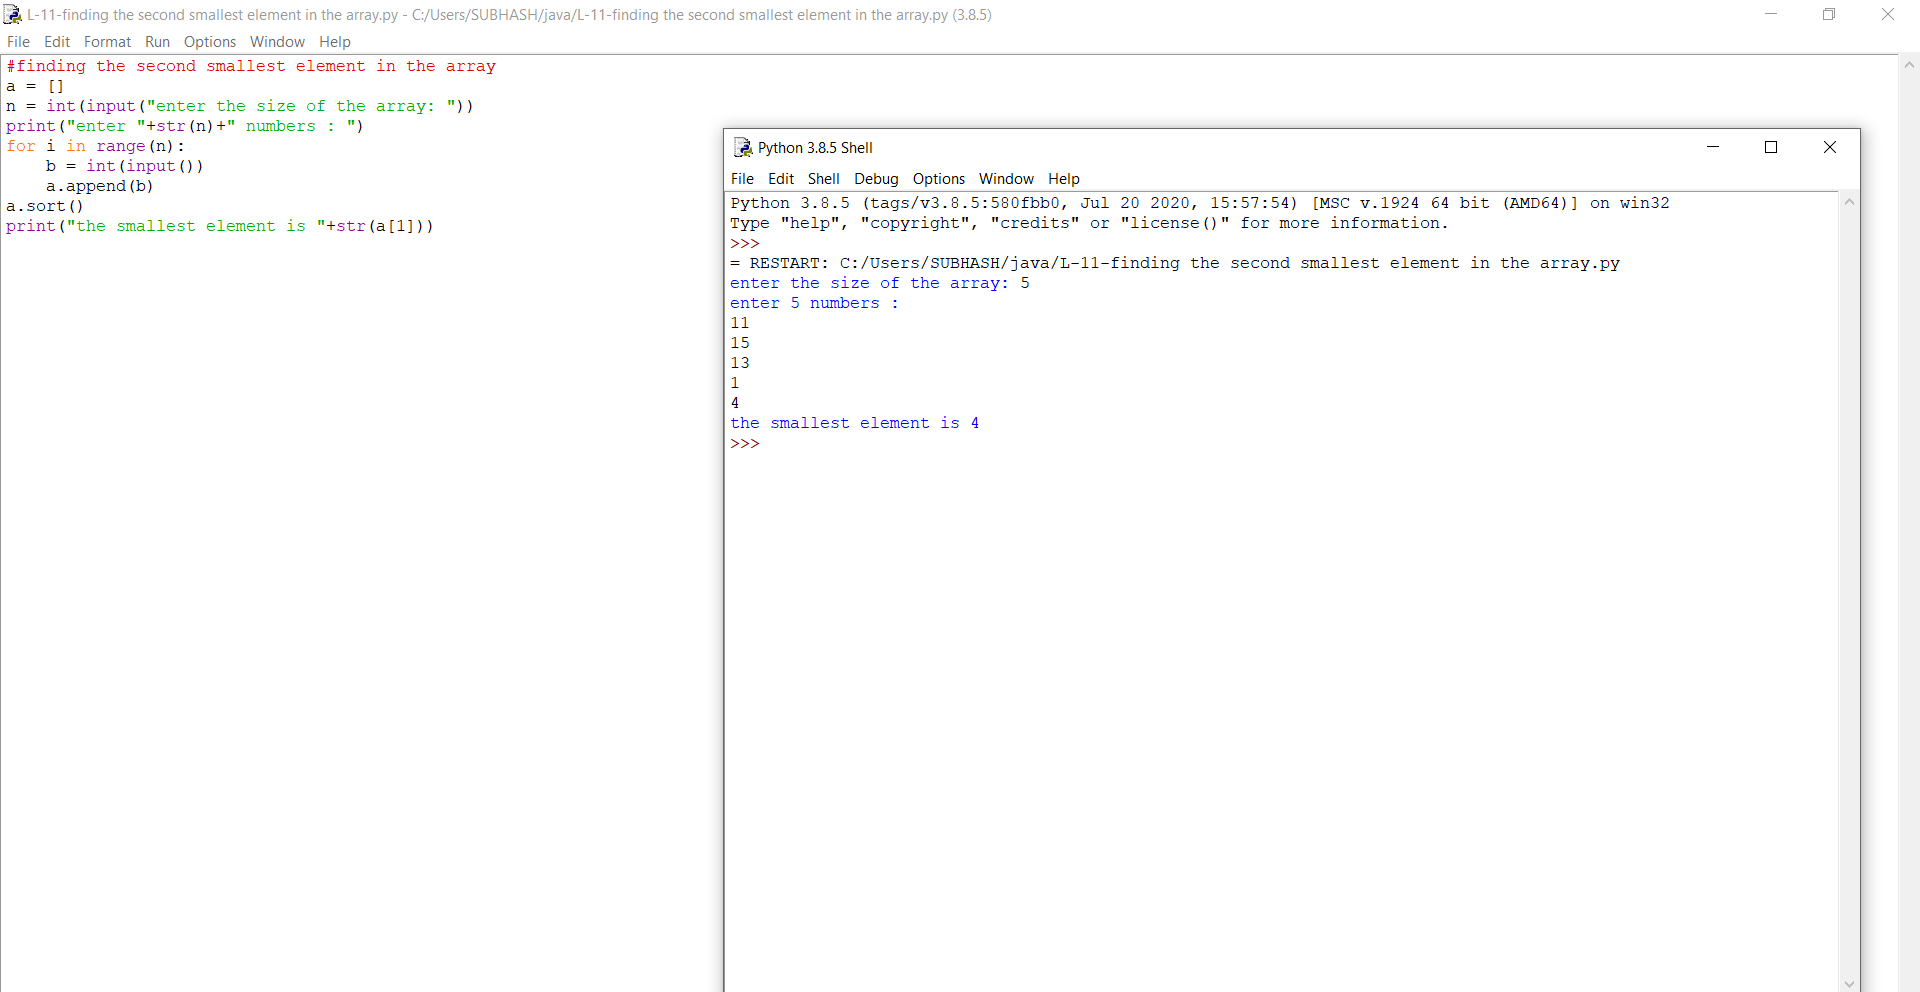 L-11-finding the second smallest element in the array.py - C:/Users/SUBHASH/java/L-11-finding the second smallest element in the array.py (3.8.5)
File Edit Format Run Options Window Help
#finding the second smallest element in the array
a = []
n = int(input("enter the size of the array: "))
print("enter "+str(n)+" numbers : ")
for i in range(n):
    b = int(input())
    a.append(b)
a.sort()
print("the smallest element is "+str(a[1]))
Python 3.8.5 Shell
File Edit Shell Debug Options Window Help
Python 3.8.5 (tags/v3.8.5:580fbb0, Jul 20 2020, 15:57:54) [MSC v.1924 64 bit (AMD64)] on win32
Type "help", "copyright", "credits" or "license()" for more information.
>>>
= RESTART: C:/Users/SUBHASH/java/L-11-finding the second smallest element in the array.py
enter the size of the array: 5
enter 5 numbers :
11
15
13
1
4
the smallest element is 4
>>>